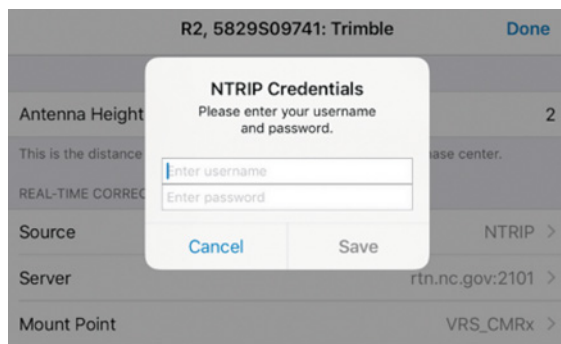 R2, 5829S09741: Trimble Done
NTRIP Credentials
Please enter your username
and password.
Antenna Height 2
This is the distance ase center.
Enter username
REAL-TIME CORREC
Enter password
Source NTRIP >
Cancel Save
Server rtn.nc.gov:2101 >
Mount Point VRS_CMRx >